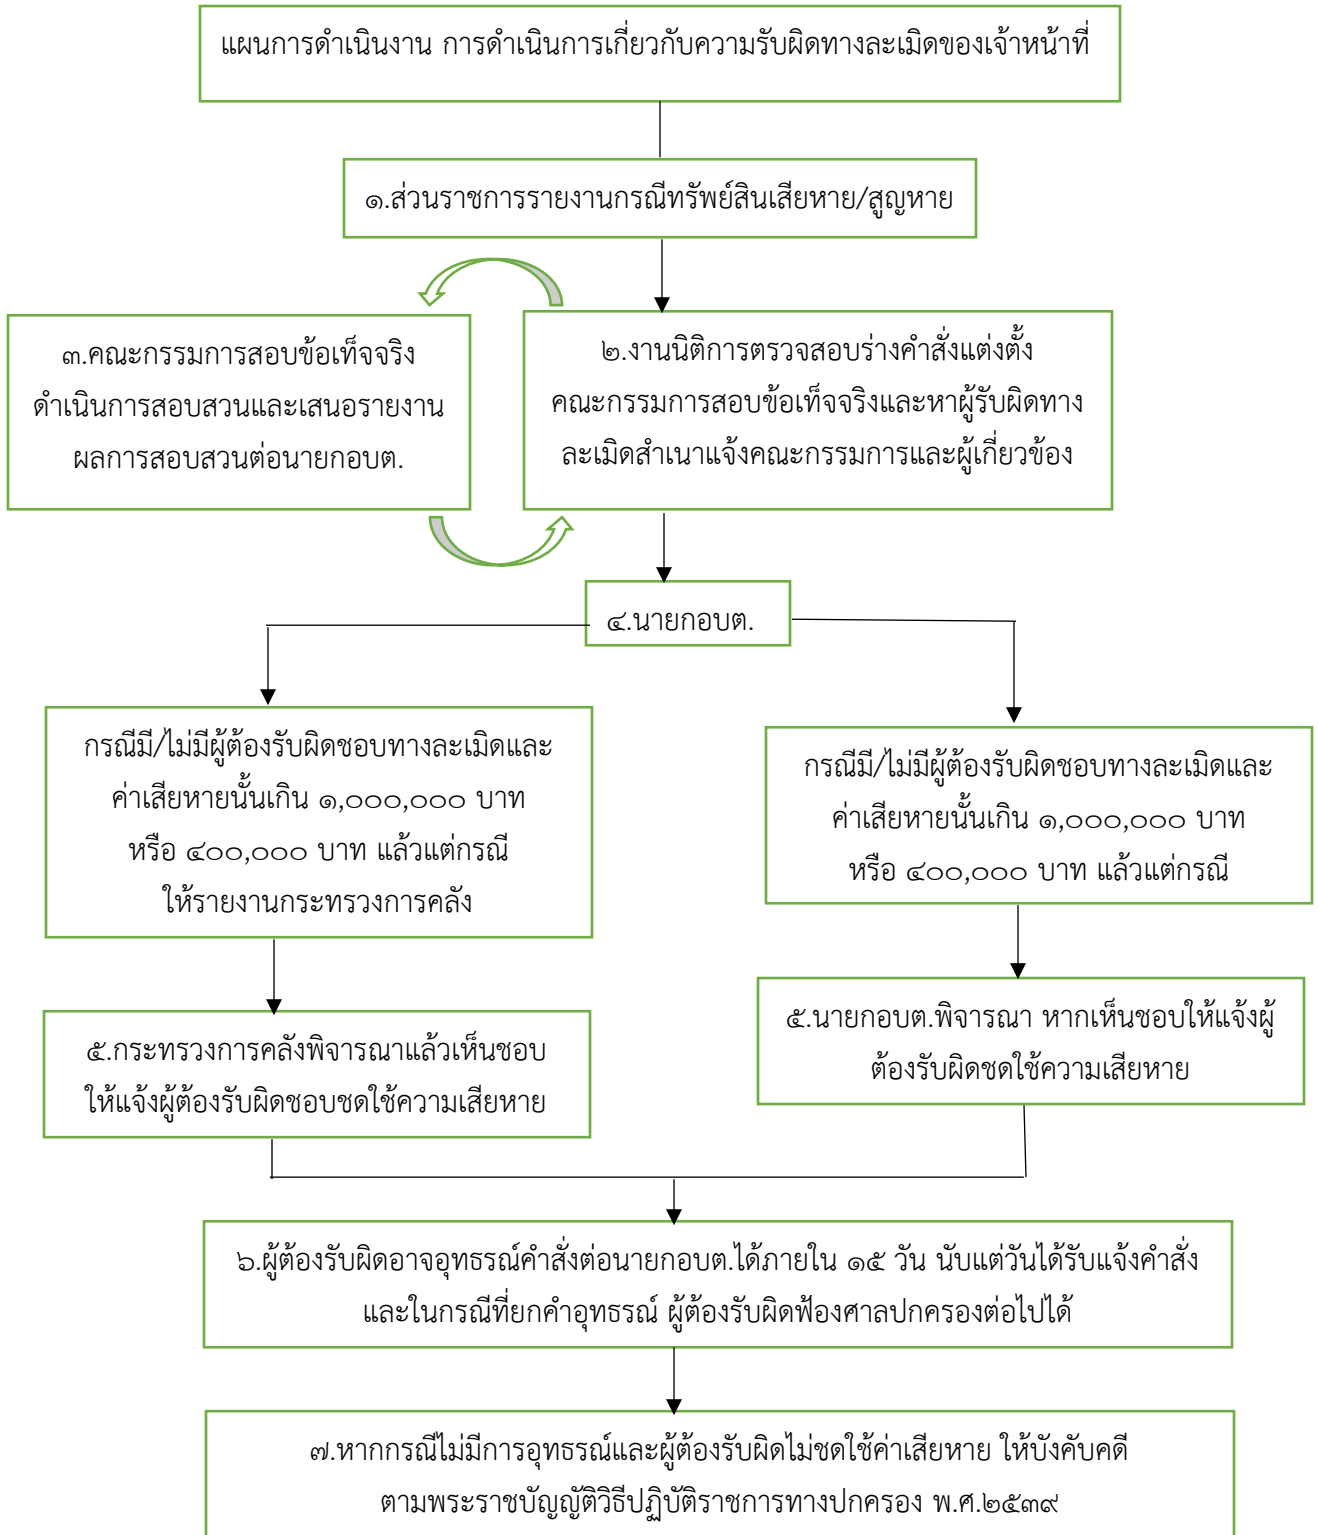 แผนการดำเนินงาน การดำเนินการเกี่ยวกับความรับผิดทางละเมิดของเจ้าหน้าที่
๑.ส่วนราชการรายงานกรณีทรัพย์สินเสียหาย/สูญหาย
๒.งานนิติการตรวจสอบร่างคำสั่งแต่งตั้ง
คณะกรรมการสอบข้อเท็จจริงและหาผู้รับผิดทาง
ละเมิดสำเนาแจ้งคณะกรรมการและผู้เกี่ยวข้อง
๓.คณะกรรมการสอบข้อเท็จจริง
ดำเนินการสอบสวนและเสนอรายงาน
ผลการสอบสวนต่อนายกอบต.
๔.นายกอบต.
กรณีมี/ไม่มีผู้ต้องรับผิดชอบทางละเมิดและ
ค่าเสียหายนั้นเกิน ๑,๐๐๐,๐๐๐ บาท
หรือ ๔๐๐,๐๐๐ บาท แล้วแต่กรณี
ให้รายงานกระทรวงการคลัง
กรณีมี/ไม่มีผู้ต้องรับผิดชอบทางละเมิดและ
ค่าเสียหายนั้นเกิน ๑,๐๐๐,๐๐๐ บาท
หรือ ๔๐๐,๐๐๐ บาท แล้วแต่กรณี
๕.กระทรวงการคลังพิจารณาแล้วเห็นชอบ
ให้แจ้งผู้ต้องรับผิดชอบชดใช้ความเสียหาย
๕.นายกอบต.พิจารณา หากเห็นชอบให้แจ้งผู้
ต้องรับผิดชดใช้ความเสียหาย
๖.ผู้ต้องรับผิดอาจอุทธรณ์คำสั่งต่อนายกอบต.ได้ภายใน ๑๕ วัน นับแต่วันได้รับแจ้งคำสั่ง
และในกรณีที่ยกคำอุทธรณ์ ผู้ต้องรับผิดฟ้องศาลปกครองต่อไปได้
๗.หากกรณีไม่มีการอุทธรณ์และผู้ต้องรับผิดไม่ชดใช้ค่าเสียหาย ให้บังคับคดี
ตามพระราชบัญญัติวิธีปฏิบัติราชการทางปกครอง พ.ศ.๒๕๓๙